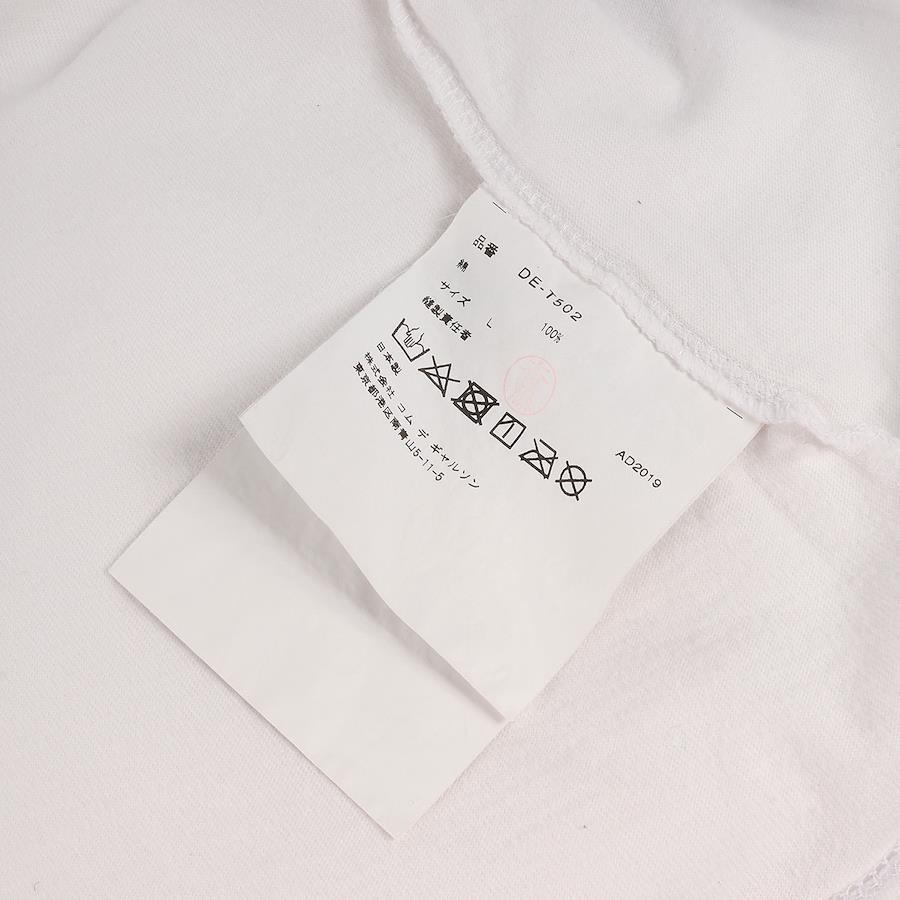 品番 DE-T502
綿 100%
サイズ L
縫製責任者
AD2019
日本製
株式会社 コム デ ギャルソン
東京都港区南青山5-11-5